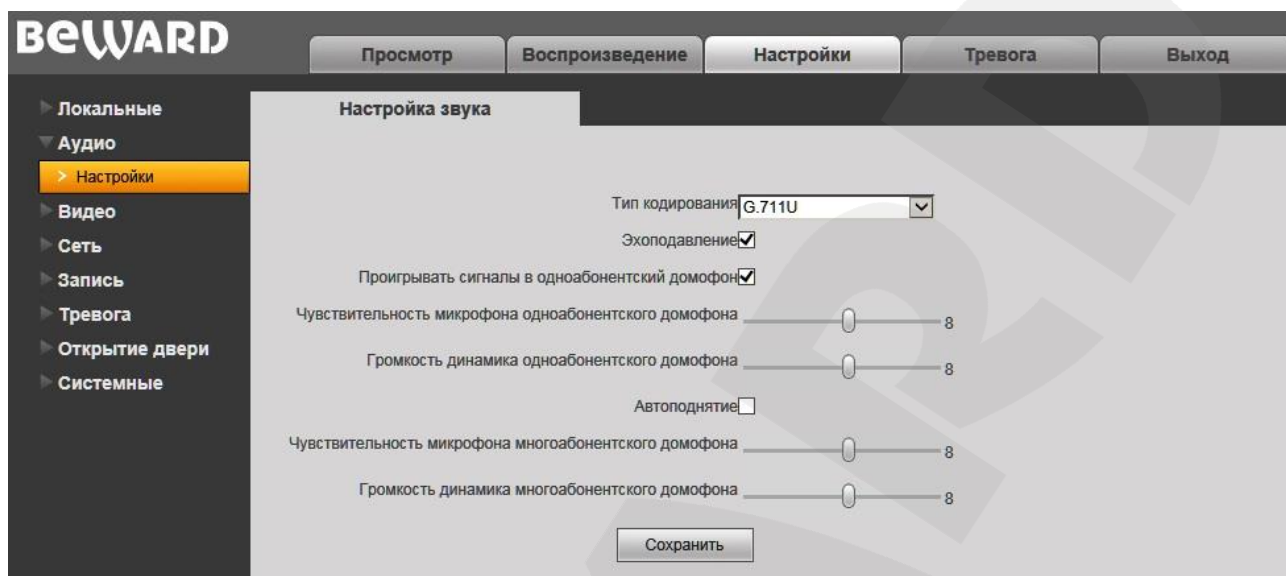 BEWARD
Просмотр Воспроизведение Настройки Тревога Выход
Локальные
Аудио
> Настройки
Видео
Сеть
Запись
Тревога
Открытие двери
Системные
Настройка звука
Тип кодирования G.711U
Эхоподавление
Проигрывать сигналы в одноабонентский домофон
Чувствительность микрофона одноабонентского домофона 8
Громкость динамика одноабонентского домофона 8
Автоподнятие
Чувствительность микрофона многоабонентского домофона 8
Громкость динамика многоабонентского домофона 8
Сохранить